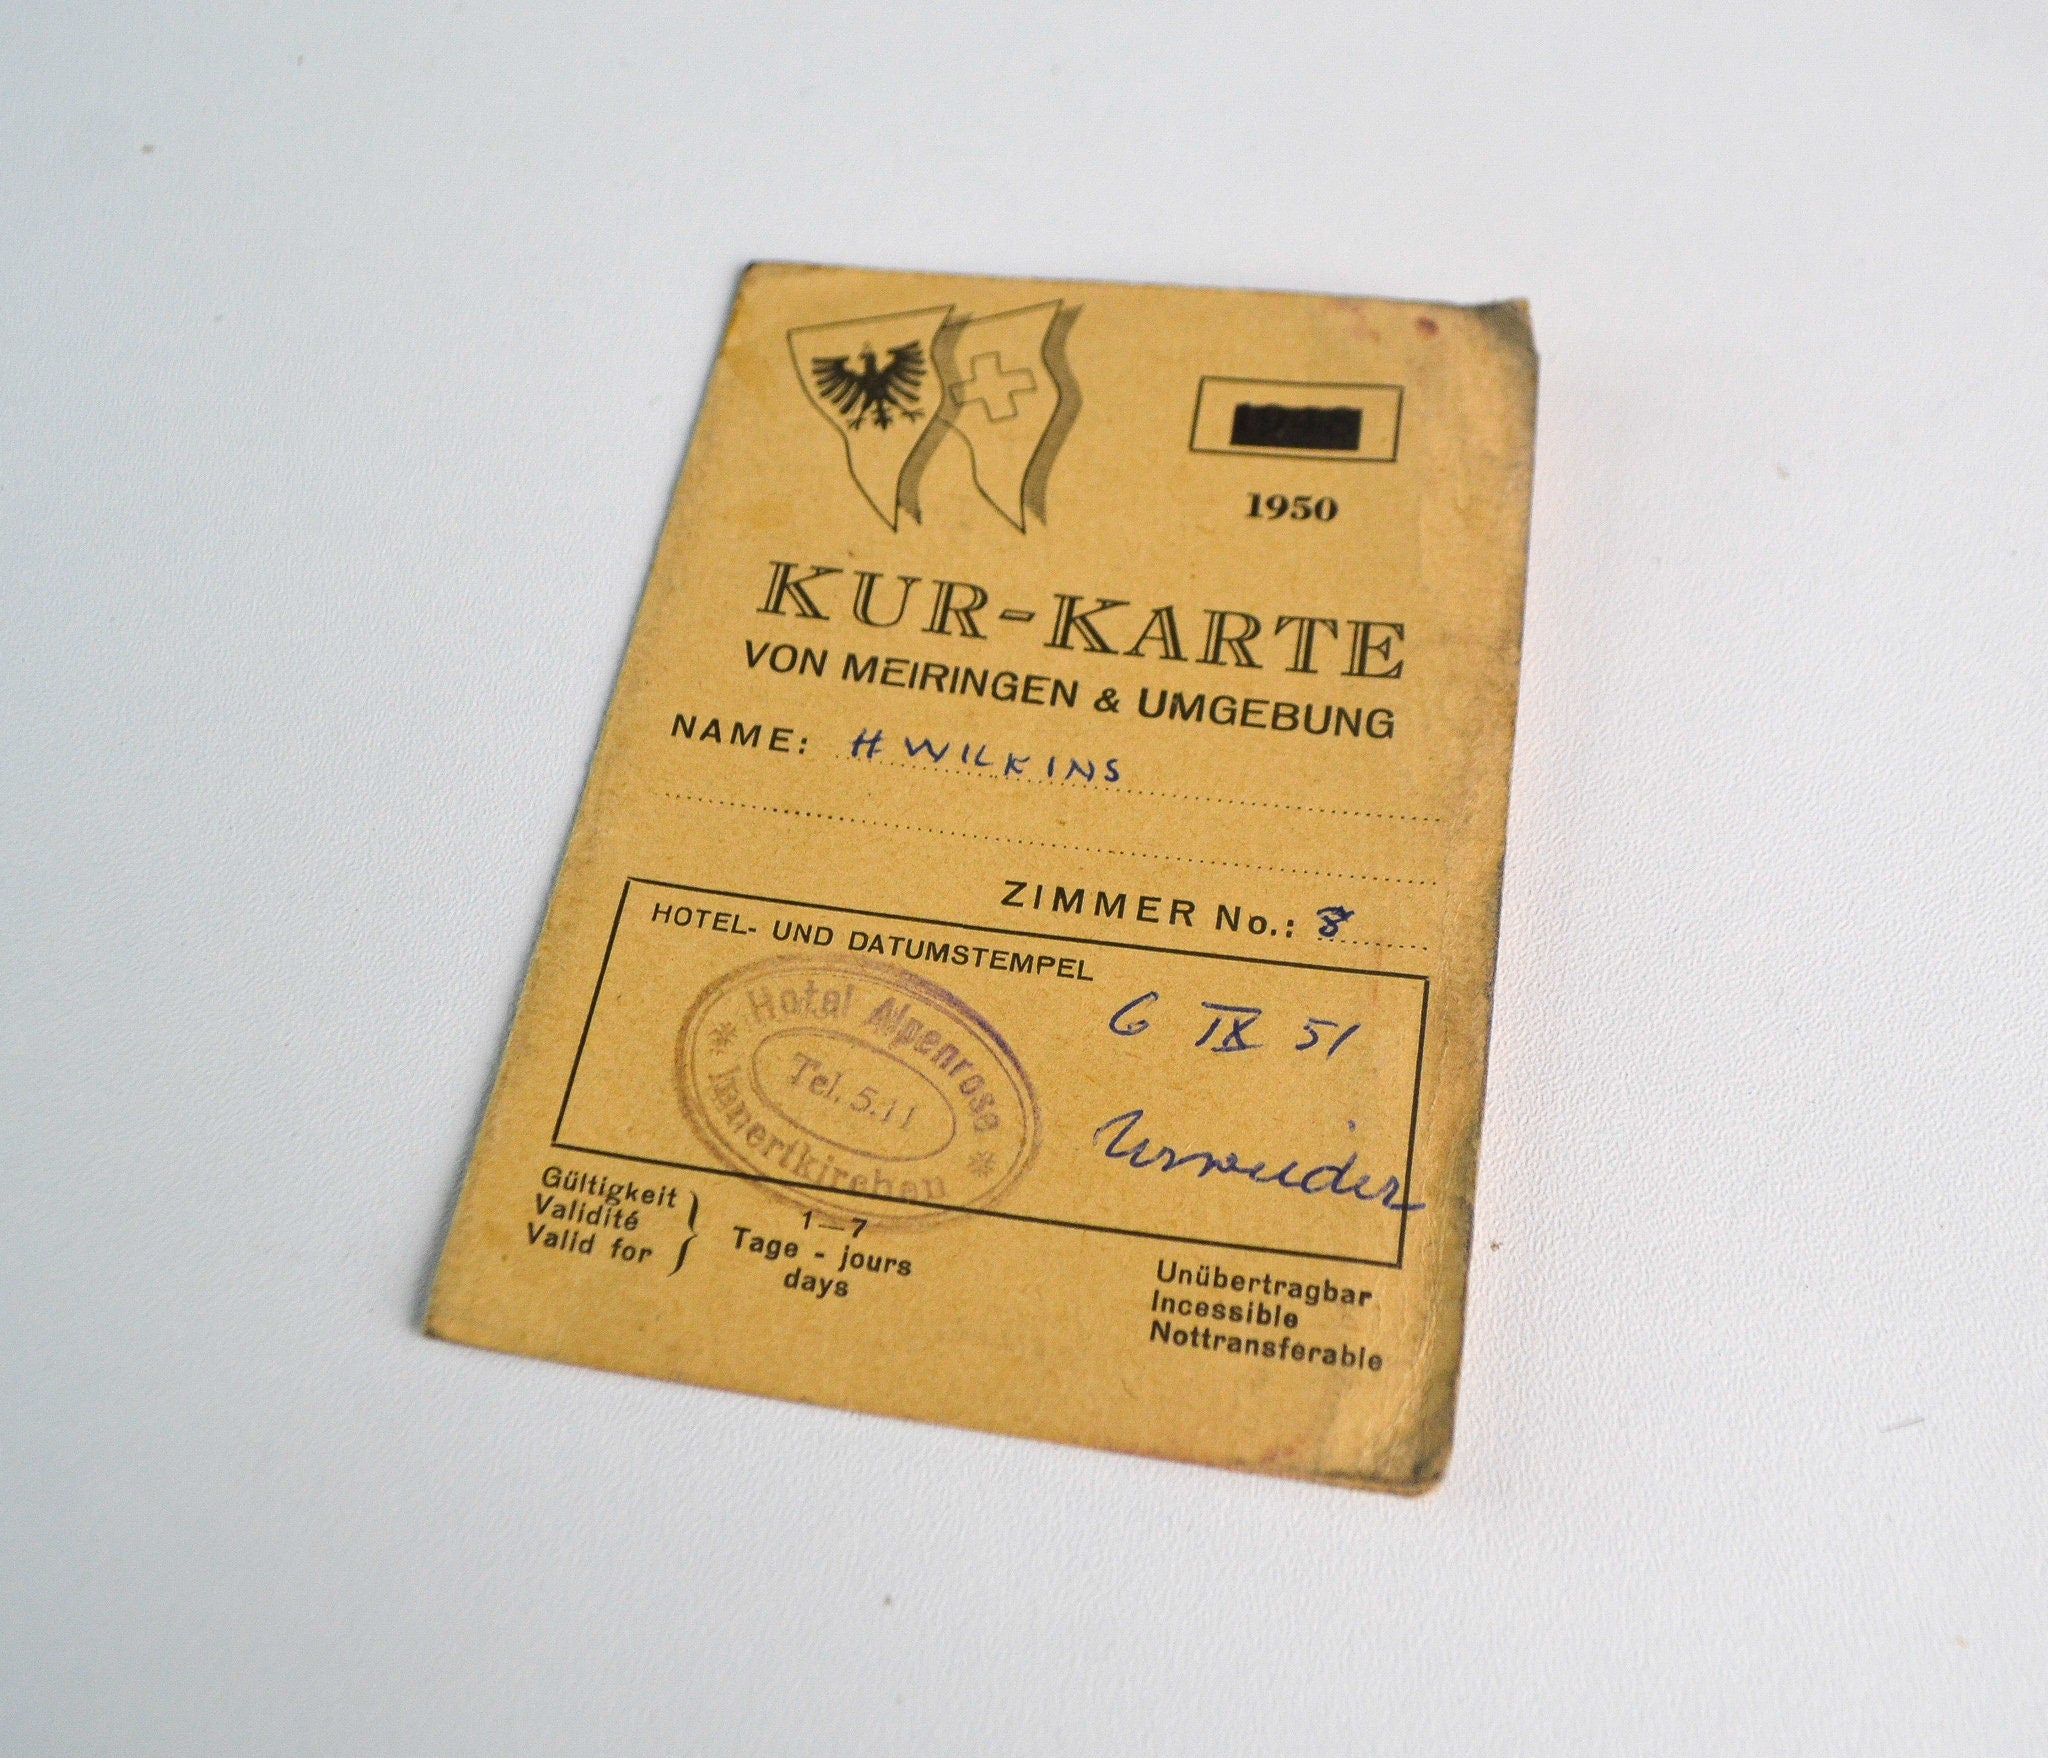 1950
KUR-KARTE
VON MEIRINGEN & UMGEBUNG
NAME: H WILKINS
ZIMMER No.: 8
HOTEL- UND DATUMSTEMPEL
Hotel Alpenrose
Tel. 5.11
Innertkirchen
6 IX 51
Gültigkeit
Validité
Valid for
1—7
Tage - jours
days
Unübertragbar
Incessible
Nottransferable